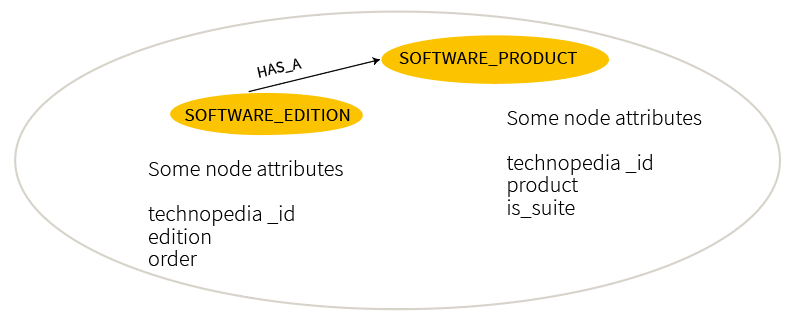 HAS_A
SOFTWARE_PRODUCT
SOFTWARE_EDITION
Some node attributes
technopedia _id
edition
order
Some node attributes
technopedia _id
product
is_suite